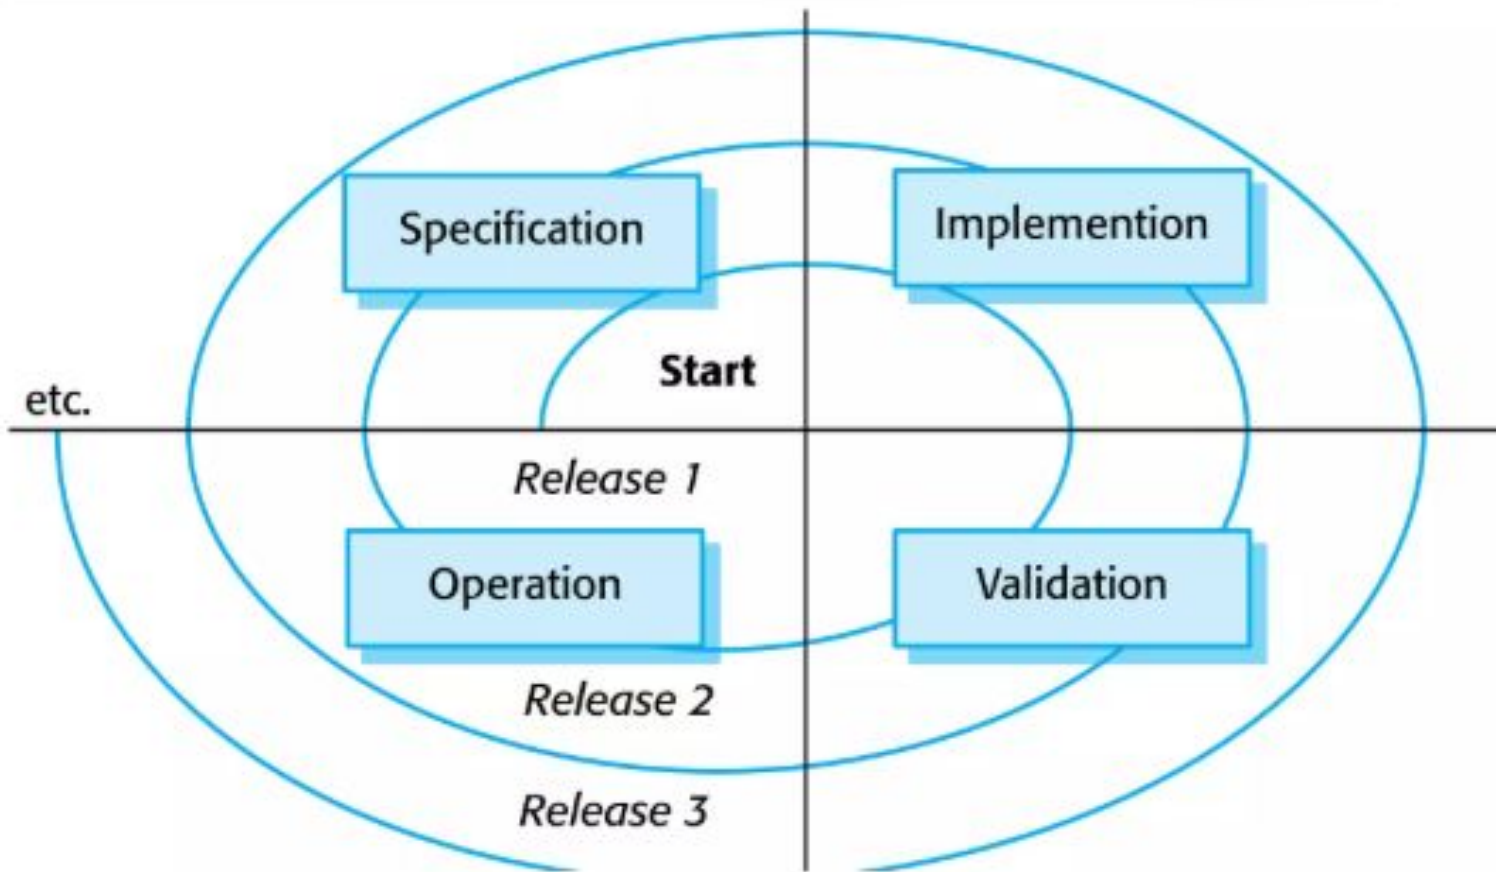 Specification
Implemention
Start
etc.
Release 1
Operation
Validation
Release 2
Release 3